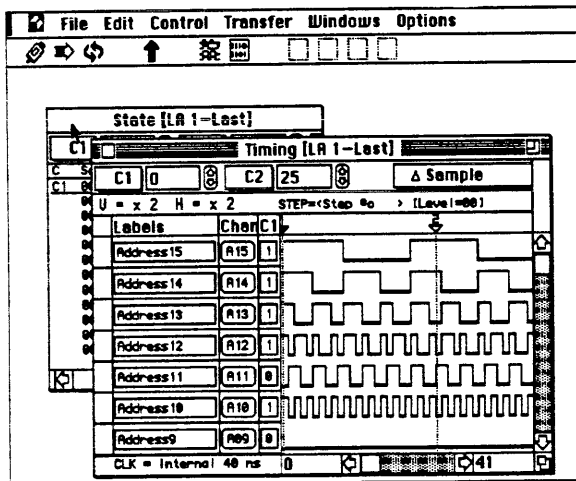 File Edit Control Transfer Windows Options
State [LA 1-Last]
C1
Timing [LA 1-Last]
C1 0 C2 25 Δ Sample
C
C1
V = x 2 H = x 2 STEP=<Step > [Level=00]
Labels Chan C1
Address15 A15 1
Address14 A14 1
Address13 A13 1
Address12 A12 1
Address11 A11 0
Address10 A10 1
Address9 A09 0
CLK = Internal 40 ns 0 41